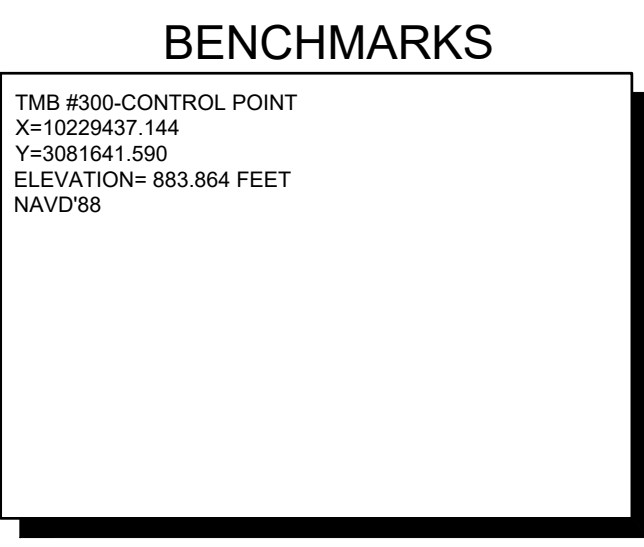 BENCHMARKS
TMB #300-CONTROL POINT
X=10229437.144
Y=3081641.590
ELEVATION= 883.864 FEET
NAVD'88